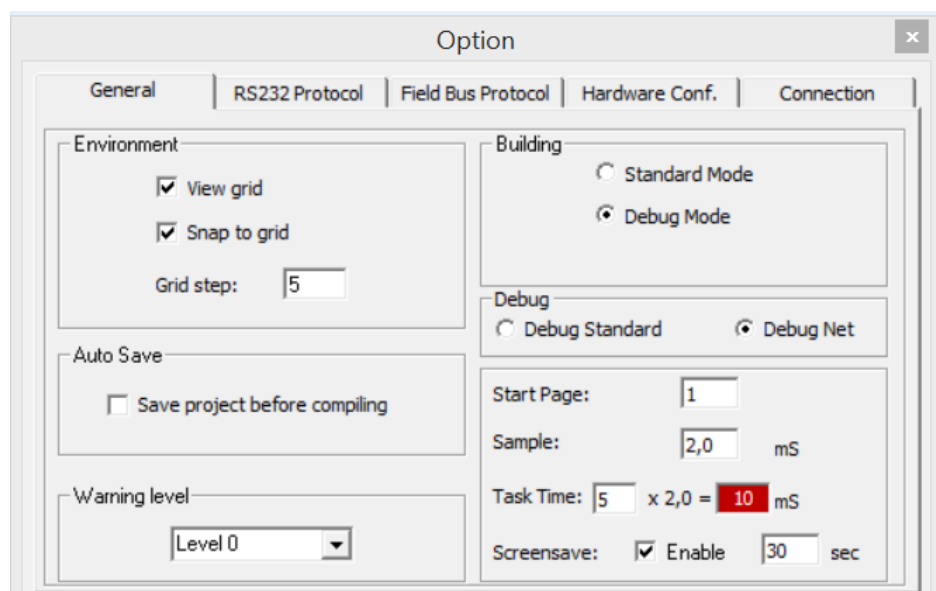 Option
x
General RS232 Protocol Field Bus Protocol Hardware Conf. Connection
Environment
View grid
Snap to grid
Grid step: 5
Auto Save
Save project before compiling
Warning level
Level 0
Building
Standard Mode
Debug Mode
Debug
Debug Standard Debug Net
Start Page: 1
Sample: 2,0 mS
Task Time: 5 x 2,0 = 10 mS
Screensave: Enable 30 sec